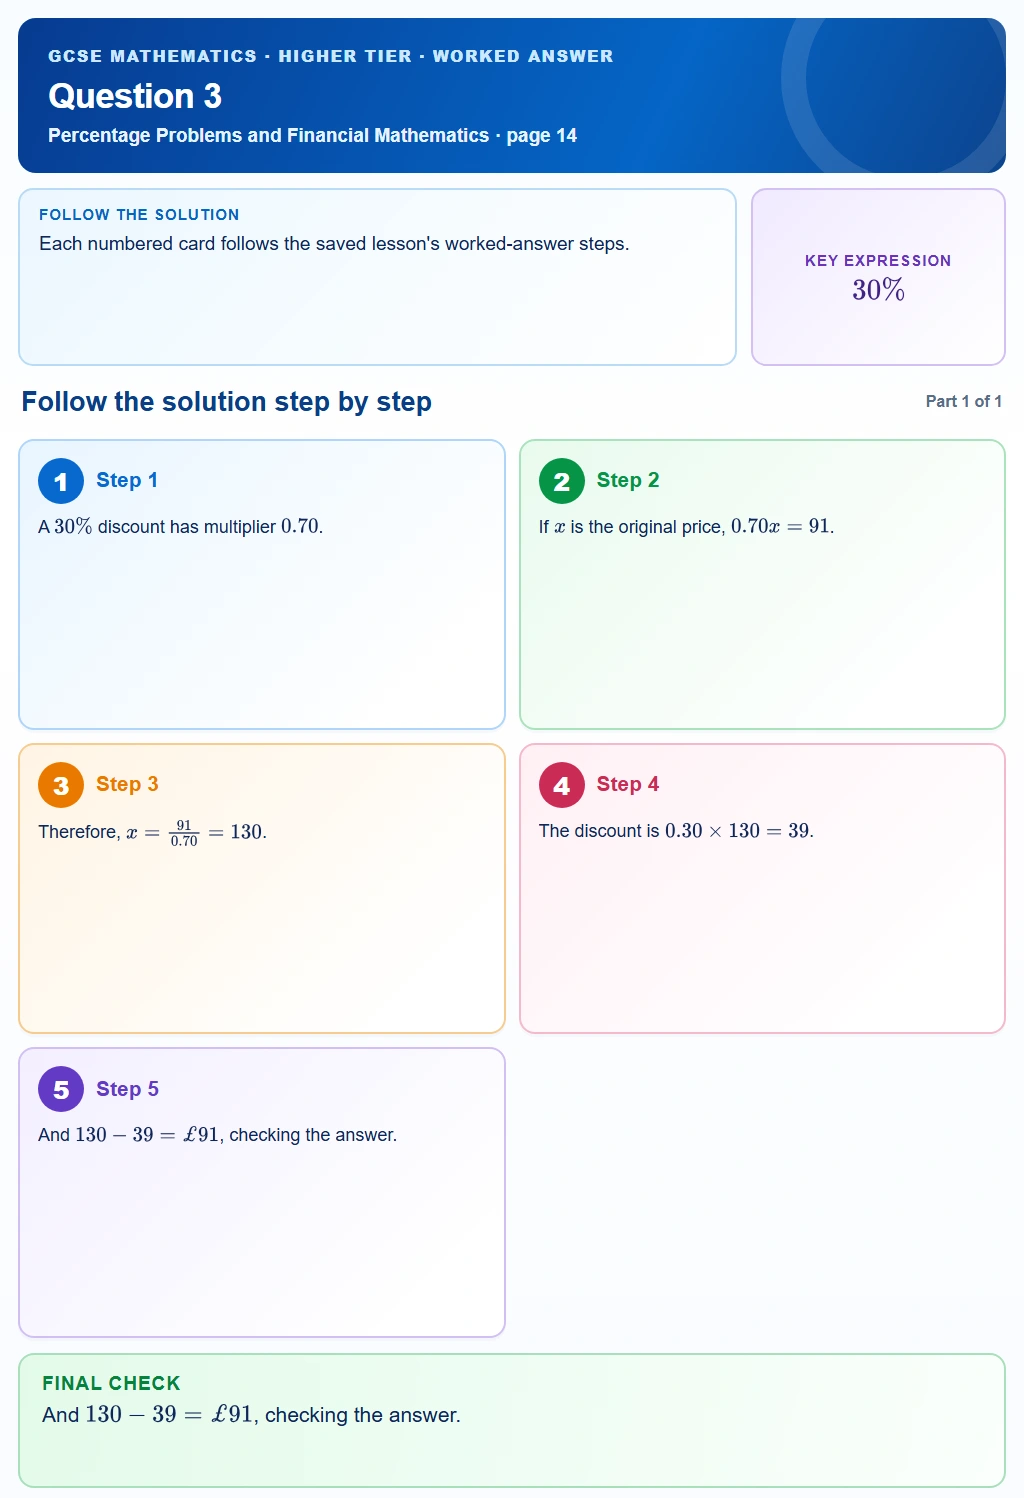 GCSE MATHEMATICS · HIGHER TIER · WORKED ANSWER
Question 3
Percentage Problems and Financial Mathematics · page 14
FOLLOW THE SOLUTION
Each numbered card follows the saved lesson's worked-answer steps.
KEY EXPRESSION
30%
Follow the solution step by step
Part 1 of 1
1 Step 1
A 30% discount has multiplier 0.70.
2 Step 2
If x is the original price, 0.70x = 91.
3 Step 3
Therefore, x = 91/0.70 = 130.
4 Step 4
The discount is 0.30 × 130 = 39.
5 Step 5
And 130 − 39 = £91, checking the answer.
FINAL CHECK
And 130 − 39 = £91, checking the answer.